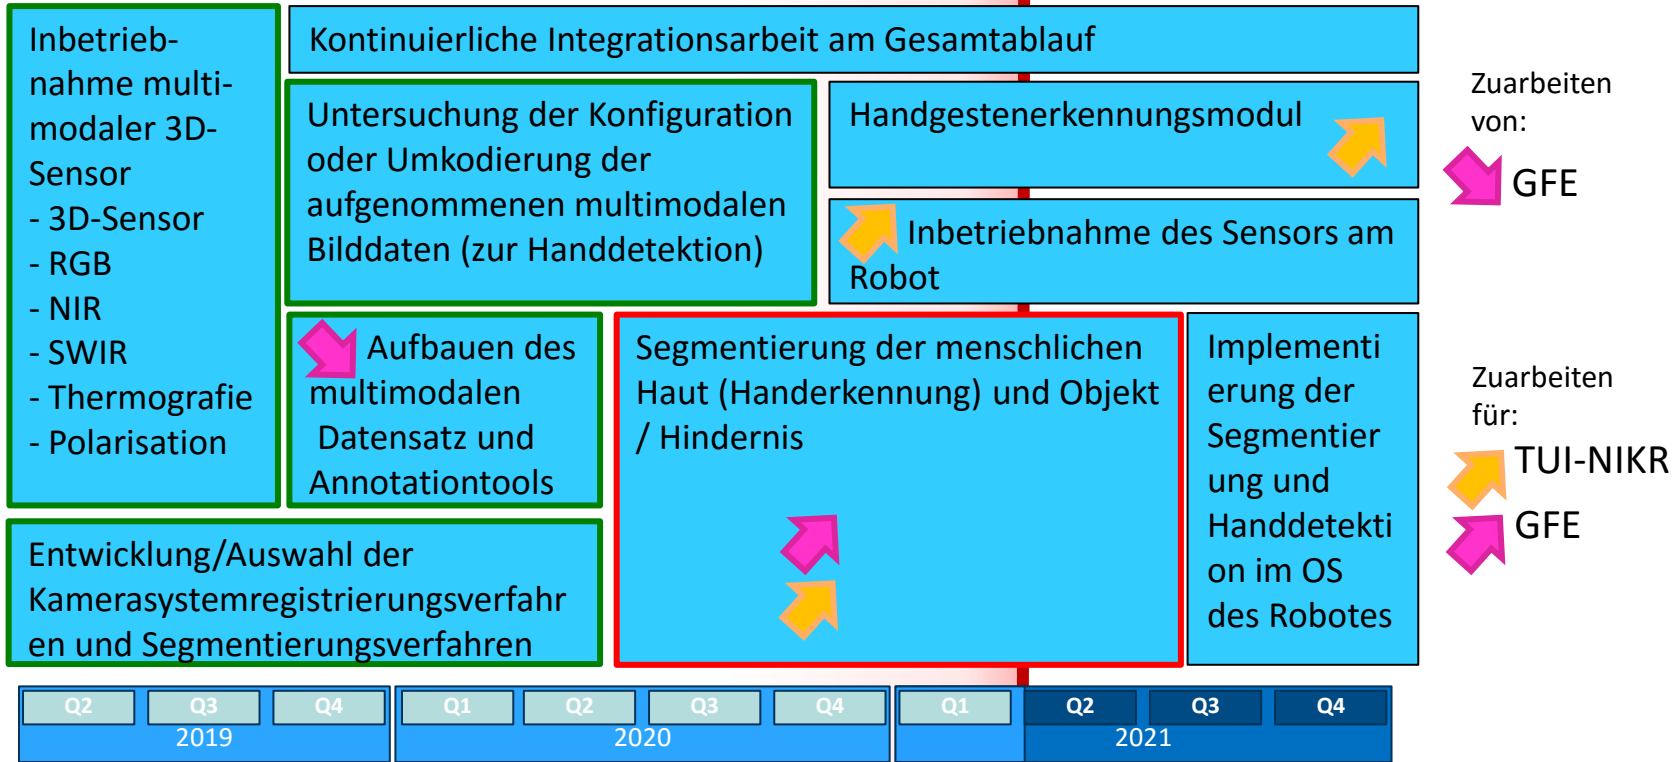 Inbetrieb-
nahme multi-
modaler 3D-
Sensor
- 3D-Sensor
- RGB
- NIR
- SWIR
- Thermografie
- Polarisation
Kontinuierliche Integrationsarbeit am Gesamtablauf
Untersuchung der Konfiguration
oder Umkodierung der
aufgenommenen multimodalen
Bilddaten (zur Handdetektion)
Handgestenerkennungsmodul
Inbetriebnahme des Sensors am
Robot
Aufbauen des
multimodalen
Datensatz und
Annotationtools
Segmentierung der menschlichen
Haut (Handerkennung) und Objekt
/ Hindernis
Implementi
erung der
Segmentier
ung und
Handdetekti
on im OS
des Robotes
Entwicklung/Auswahl der
Kamerasystemregistrierungsverfahr
en und Segmentierungsverfahren
Zuarbeiten
von:
GFE
Zuarbeiten
für:
TUI-NIKR
GFE
Q2 Q3 Q4 Q1 Q2 Q3 Q4 Q1 Q2 Q3 Q4
2019 2020 2021